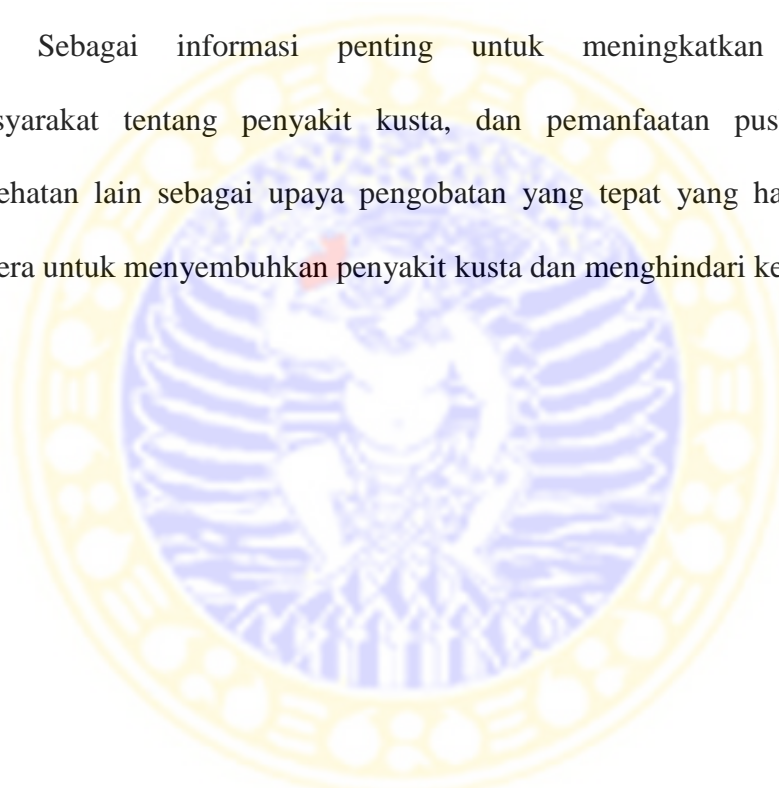 Sebagai informasi penting untuk meningkatkan
syarakat tentang penyakit kusta, dan pemanfaatan pus
ehatan lain sebagai upaya pengobatan yang tepat yang ha
era untuk menyembuhkan penyakit kusta dan menghindari ke